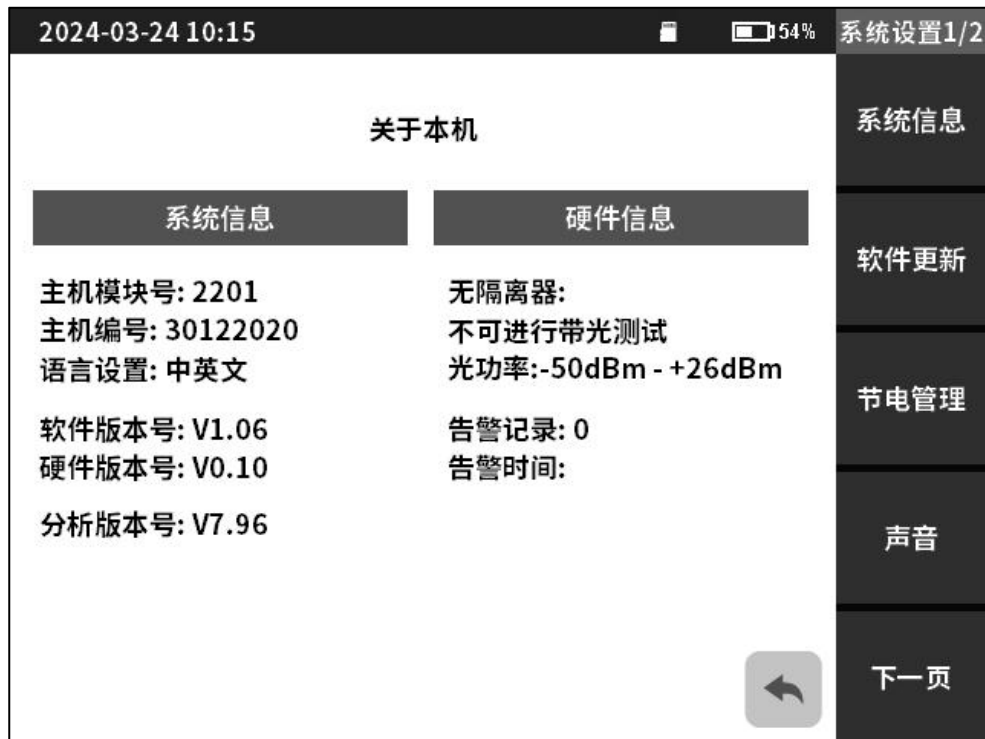 2024-03-24 10:15
54%
系统设置1/2
关于本机
系统信息
主机模块号: 2201
主机编号: 30122020
语言设置: 中英文
软件版本号: V1.06
硬件版本号: V0.10
分析版本号: V7.96
硬件信息
无隔离器:
不可进行带光测试
光功率:-50dBm - +26dBm
告警记录: 0
告警时间:
系统信息
软件更新
节电管理
声音
下一页